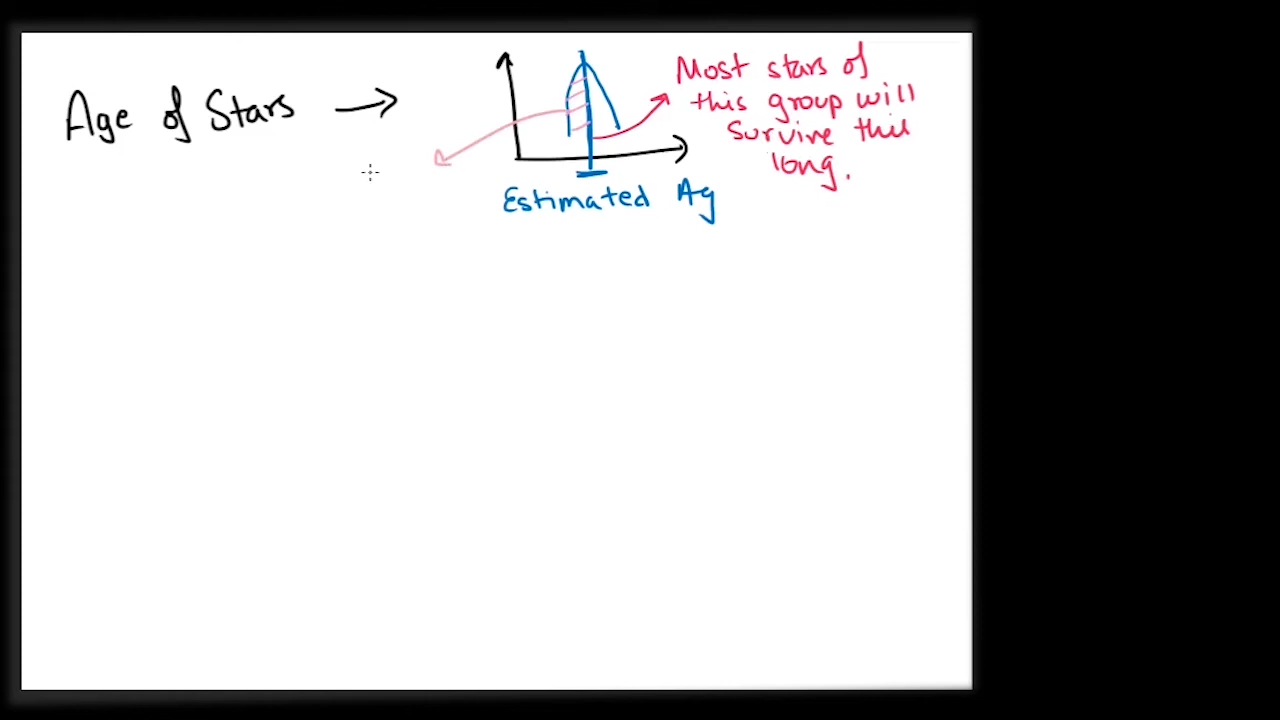 Age of Stars
Most stars of
this group will
survive this
long.
Estimated Ag